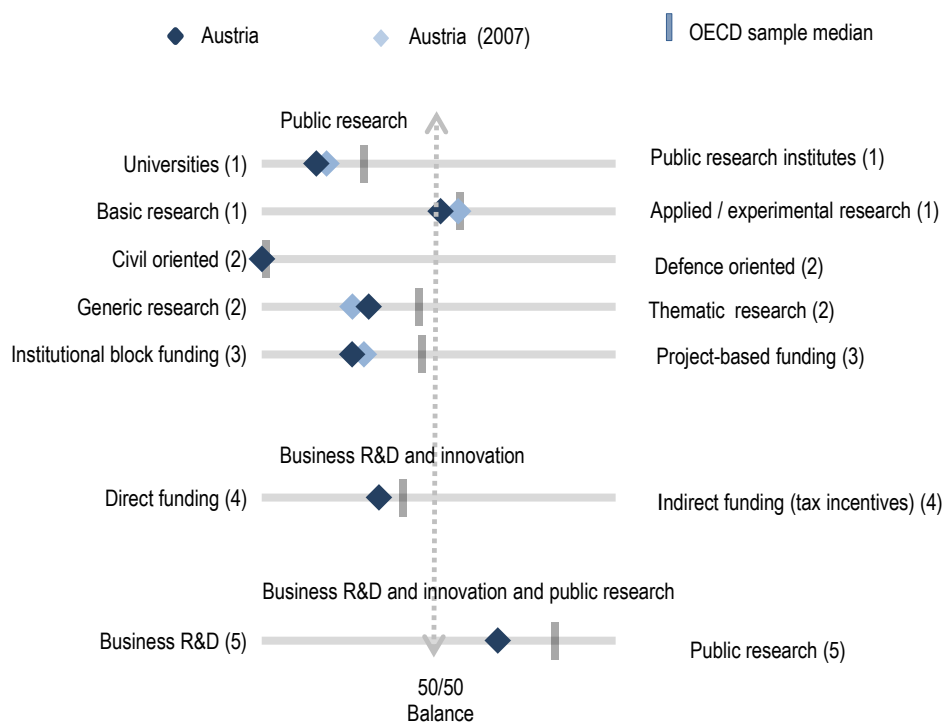 Austria
Austria (2007)
OECD sample median
Public research
Universities (1)
Public research institutes (1)
Basic research (1)
Applied / experimental research (1)
Civil oriented (2)
Defence oriented (2)
Generic research (2)
Thematic research (2)
Institutional block funding (3)
Project-based funding (3)
Business R&D and innovation
Direct funding (4)
Indirect funding (tax incentives) (4)
Business R&D and innovation and public research
Business R&D (5)
Public research (5)
50/50
Balance